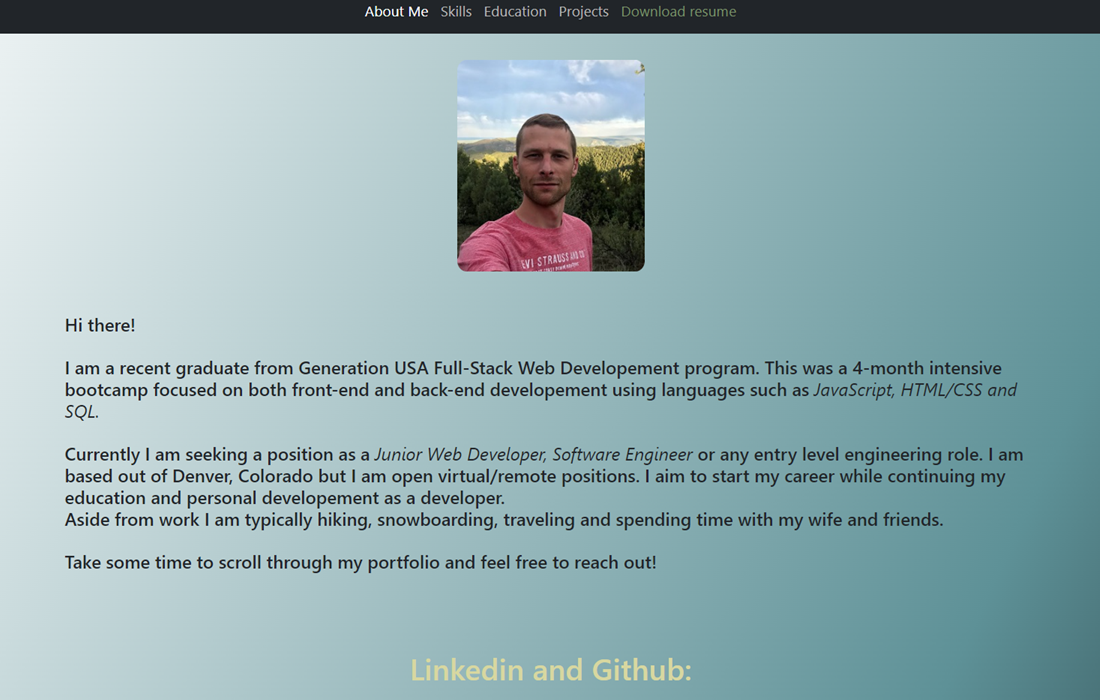 About Me Skills Education Projects Download resume
EVI STRAUSS AND CO
Hi there!
I am a recent graduate from Generation USA Full-Stack Web Developement program. This was a 4-month intensive
bootcamp focused on both front-end and back-end developement using languages such as JavaScript, HTML/CSS and
SQL.
Currently I am seeking a position as a Junior Web Developer, Software Engineer or any entry level engineering role. I am
based out of Denver, Colorado but I am open virtual/remote positions. I aim to start my career while continuing my
education and personal developement as a developer.
Aside from work I am typically hiking, snowboarding, traveling and spending time with my wife and friends.
Take some time to scroll through my portfolio and feel free to reach out!
Linkedin and Github: